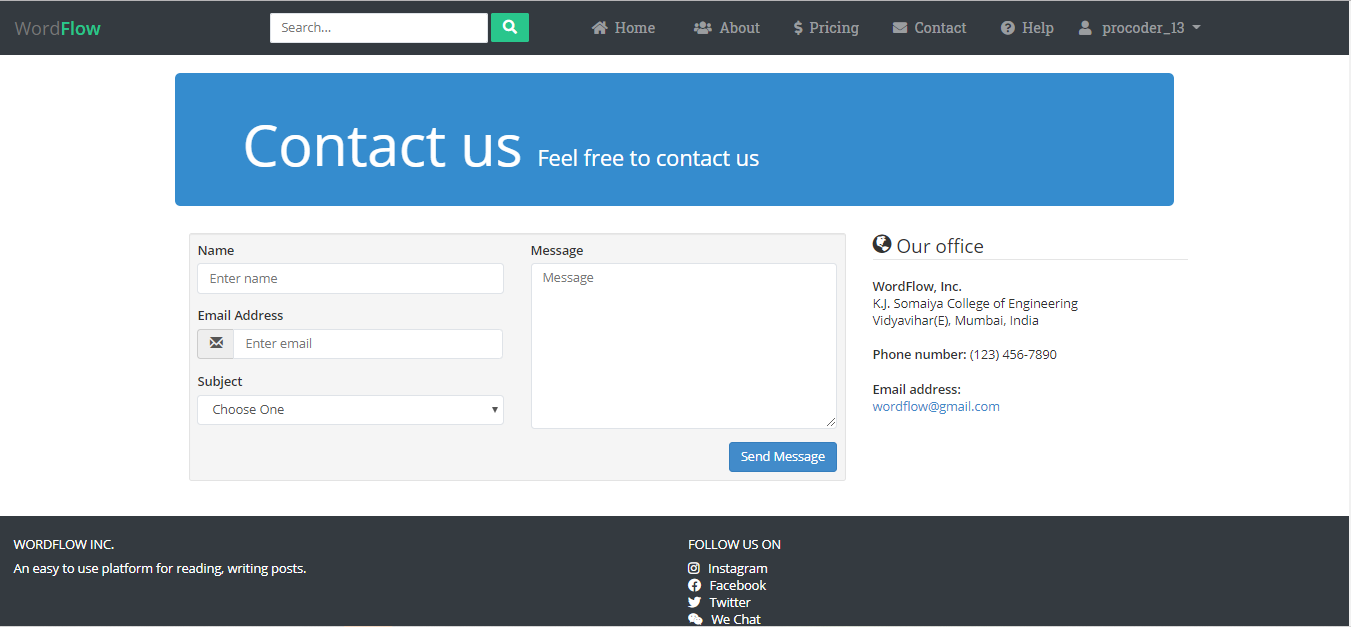 WordFlow
Search...
Home
About
$ Pricing
Contact
Help
procoder_13
Contact us Feel free to contact us
Name
Enter name
Email Address
Enter email
Subject
Choose One
Message
Message
Send Message
Our office
WordFlow, Inc.
K.J. Somaiya College of Engineering
Vidyavihar(E), Mumbai, India
Phone number: (123) 456-7890
Email address:
wordflow@gmail.com
WORDFLOW INC.
An easy to use platform for reading, writing posts.
FOLLOW US ON
Instagram
Facebook
Twitter
We Chat